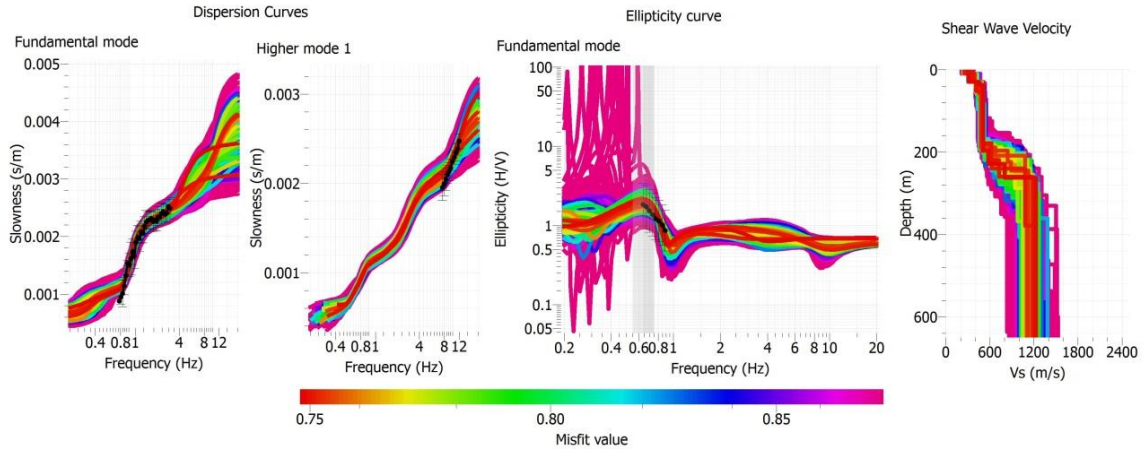 Dispersion Curves
Ellipticity curve
Shear Wave Velocity
Fundamental mode
Higher mode 1
Fundamental mode
Slowness (s/m)
0.005
0.004
0.003
0.002
0.001
0.4 0.81 4 8 12
Frequency (Hz)
Slowness (s/m)
0.003
0.002
0.001
0.4 0.81 4 8 12
Frequency (Hz)
Ellipticity (H/V)
100
50
10
5
1
0.5
0.1
0.05
0.2 0.4 0.60.81 2 4 6 8 10 20
Frequency (Hz)
Depth (m)
0
200
400
600
0 600 1200 1800 2400
Vs (m/s)
0.75 0.80 0.85
Misfit value